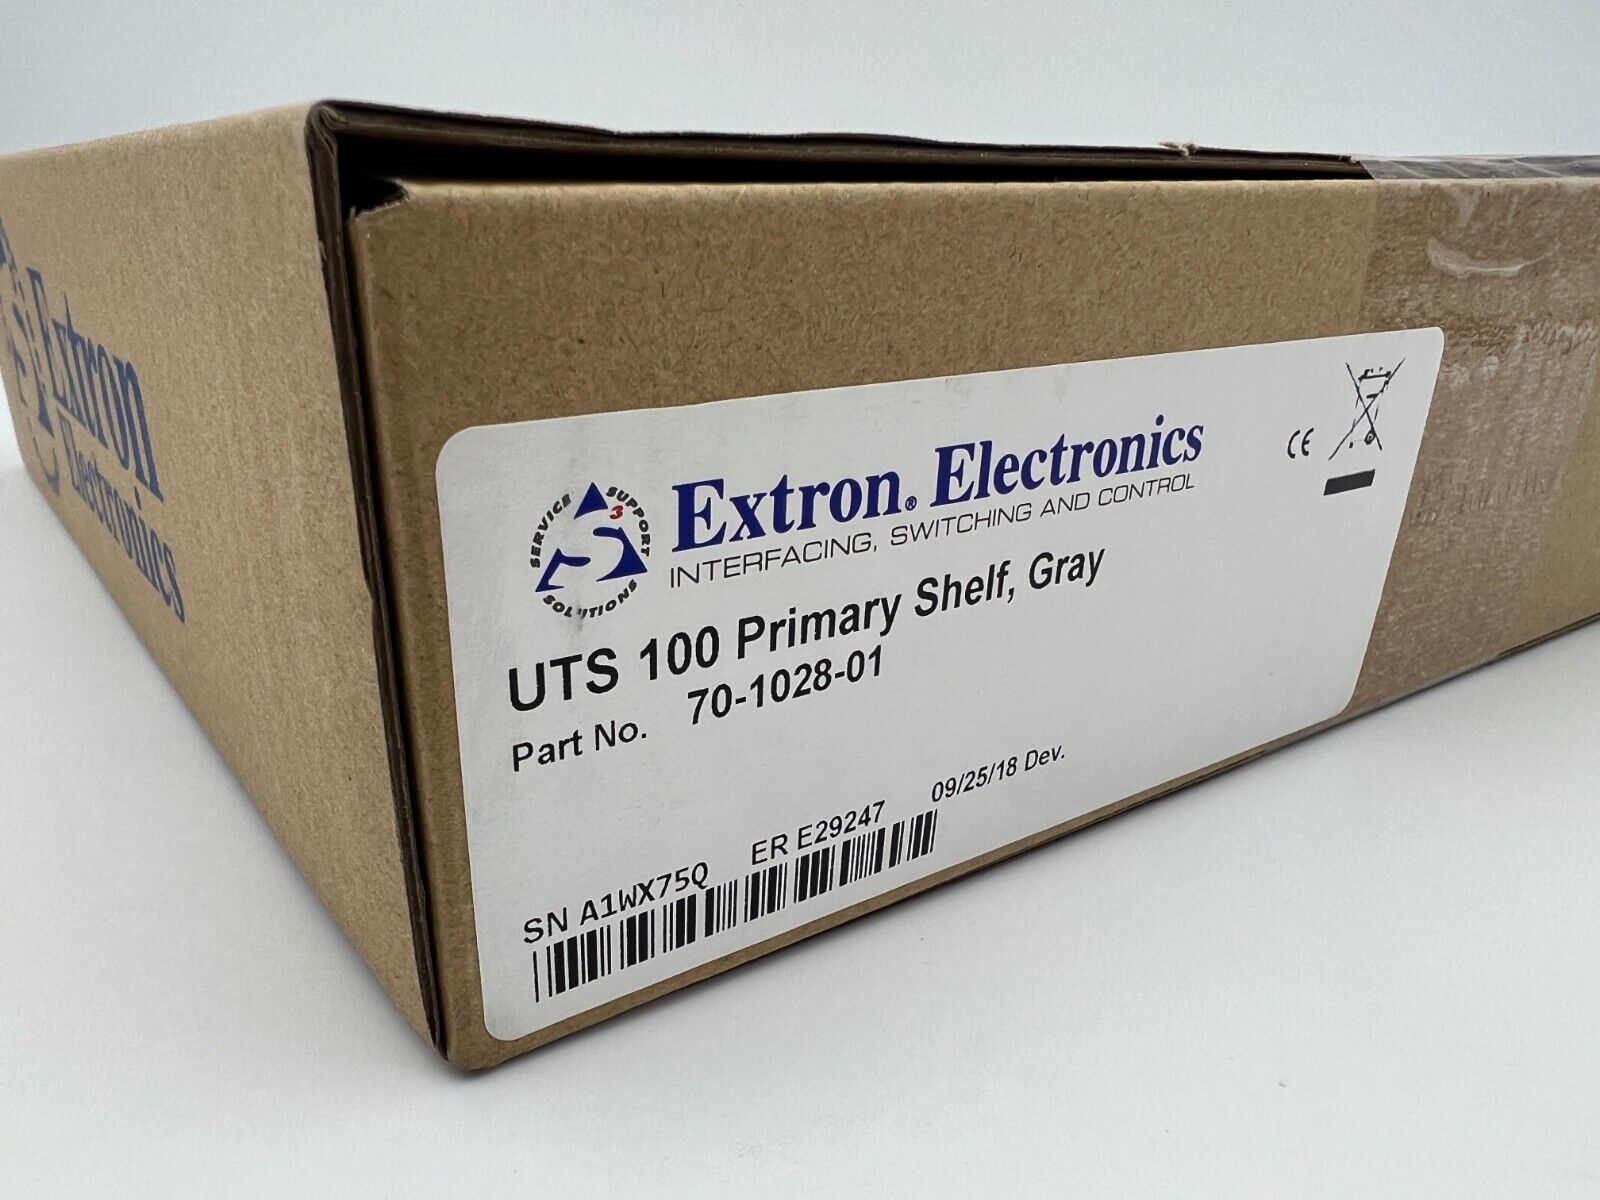 Extron
Electronics
SERVICE SUPPORT SOLUTIONS
S3
Extron® Electronics
INTERFACING, SWITCHING AND CONTROL
CE
UTS 100 Primary Shelf, Gray
Part No. 70-1028-01
SN A1WX75Q ER E29247 09/25/18 Dev.